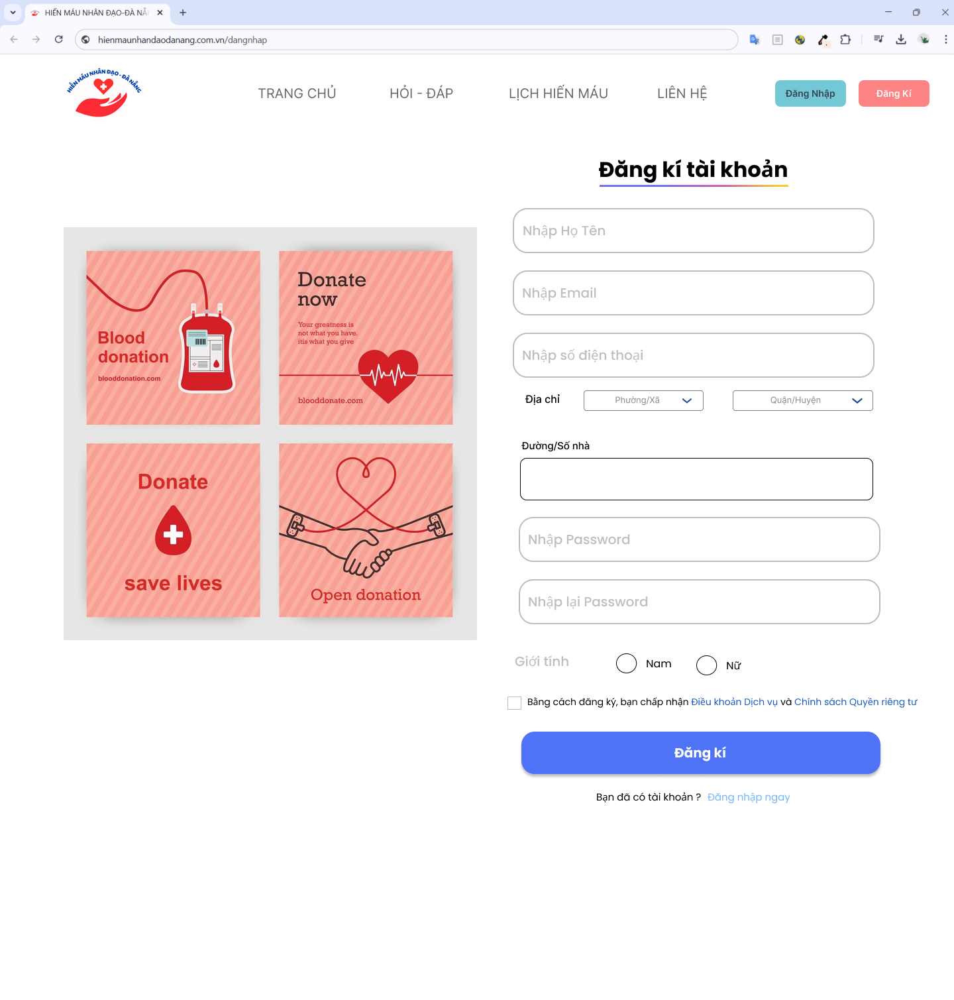 HIẾN MÁU NHÂN ĐẠO-ĐÀ NẴN
hienmaunhandaodanang.com.vn/dangnhap
HIẾN MÁU NHÂN ĐẠO - ĐÀ NẴNG
TRANG CHỦ
HỎI - ĐÁP
LỊCH HIẾN MÁU
LIÊN HỆ
Đăng Nhập
Đăng Kí
Đăng kí tài khoản
Nhập Họ Tên
Nhập Email
Nhập số điện thoại
Địa chỉ
Phường/Xã
Quận/Huyện
Đường/Số nhà
Nhập Password
Nhập lại Password
Giới tính
Nam
Nữ
Bằng cách đăng ký, bạn chấp nhận Điều khoản Dịch vụ và Chính sách Quyền riêng tư
Đăng kí
Bạn đã có tài khoản ? Đăng nhập ngay
Blood
donation
blooddonation.com
Donate
now
Your greatness is
not what you have.
itis what you give
blooddonate.com
Donate
save lives
Open donation